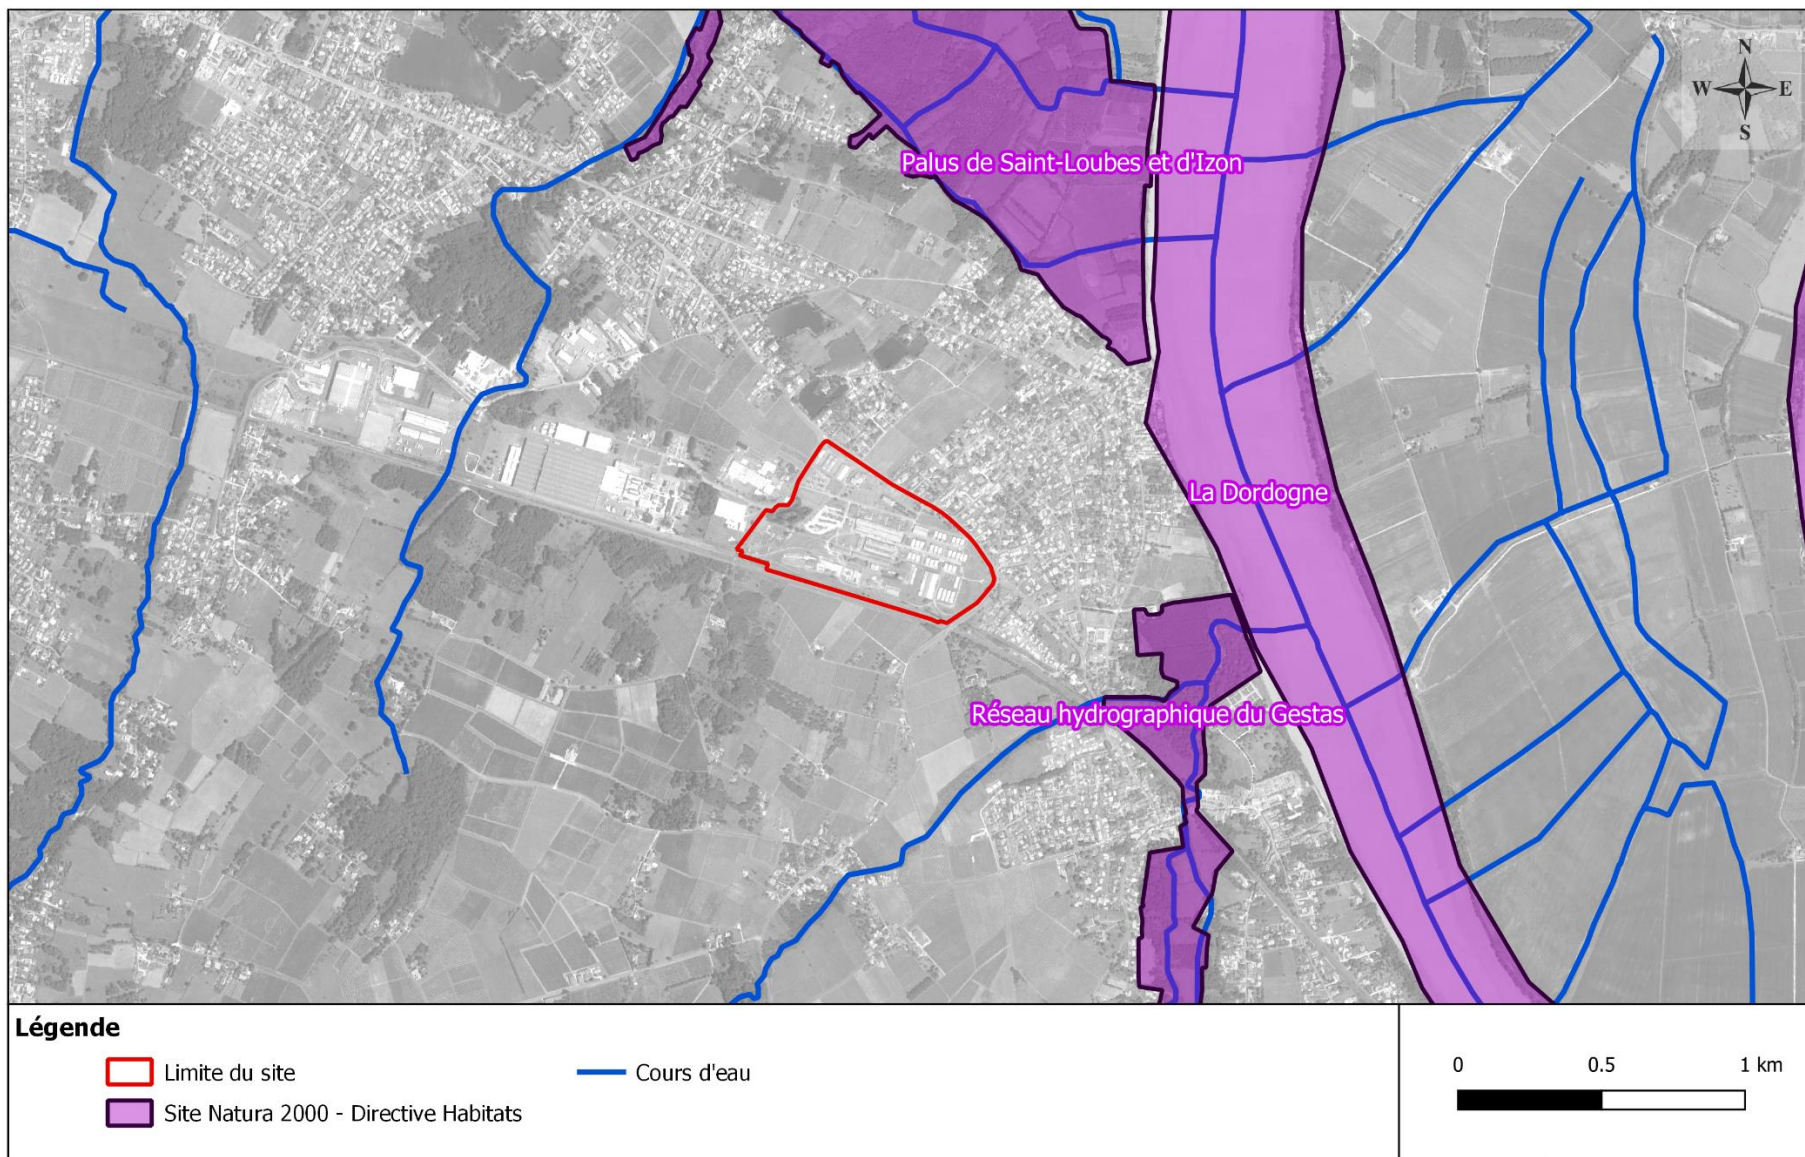 N
W E
S
Palus de Saint-Loubes et d'Izon
La Dordogne
Réseau hydrographique du Gestas
Légende
Limite du site
Cours d'eau
Site Natura 2000 - Directive Habitats
0 0.5 1 km